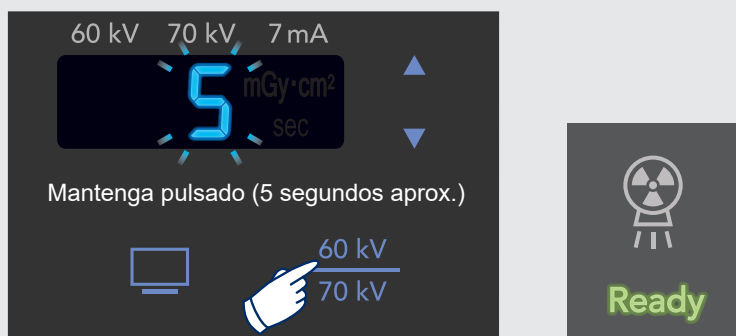 60 kV 70 kV 7 mA
5 mGy·cm²
sec
Mantenga pulsado (5 segundos aprox.)
60 kV
70 kV
Ready